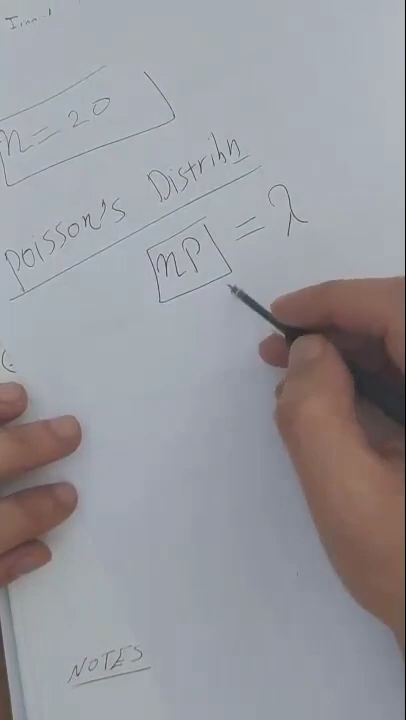 n = 20
Poisson's Distribn
nP = λ
NOTES